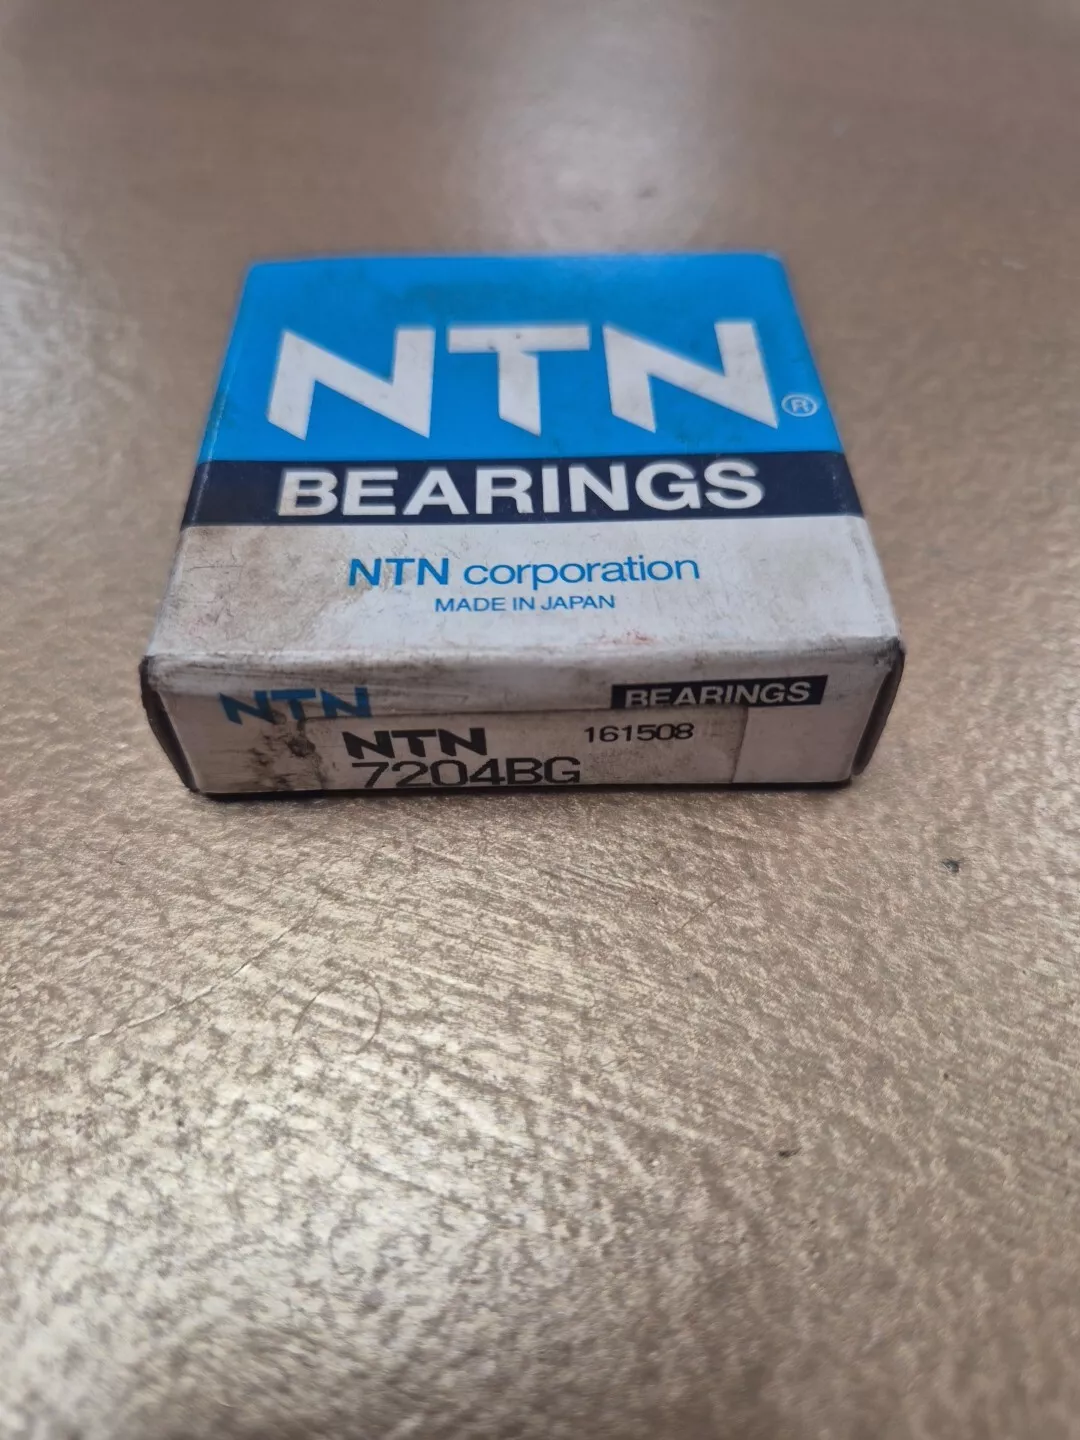 NTN®
BEARINGS
NTN corporation
MADE IN JAPAN
NTN BEARINGS
NTN 161508
7204BG